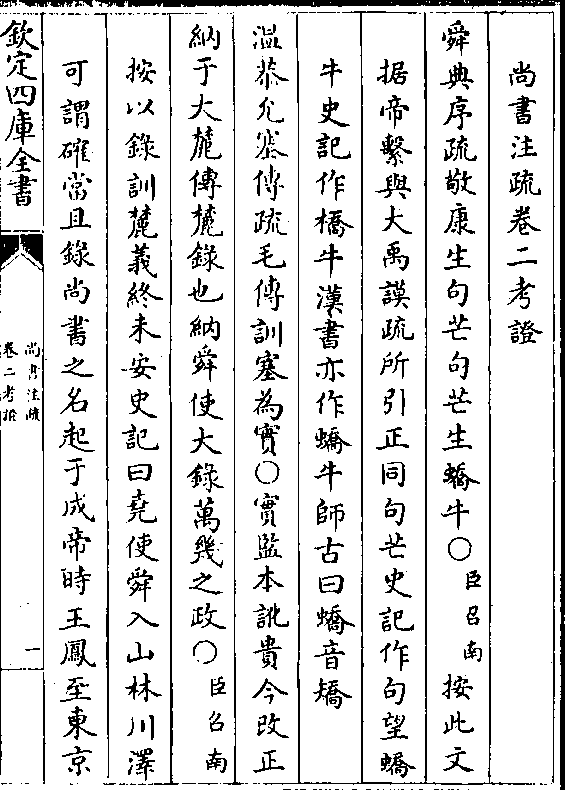 尚書注疏卷二考證
舜典序疏敬康生句芒句芒生蟜牛〇臣召南按此文
据帝繫與大禹謨疏所引正同句芒史記作句望蟜
牛史記作橋牛漢書亦作蟜牛師古曰蟜音矯
溫恭允塞傳疏毛傳訓塞為實〇實監本訛貴今改正
納于大麓傳麓錄也納舜使大錄萬幾之政〇臣召南
按以錄訓麓義終未安史記曰堯使舜入山林川澤
可謂確當且錄尚書之名起于成帝時王鳳至東京
欽定四庫全書
尚書注疏
卷二考證
一